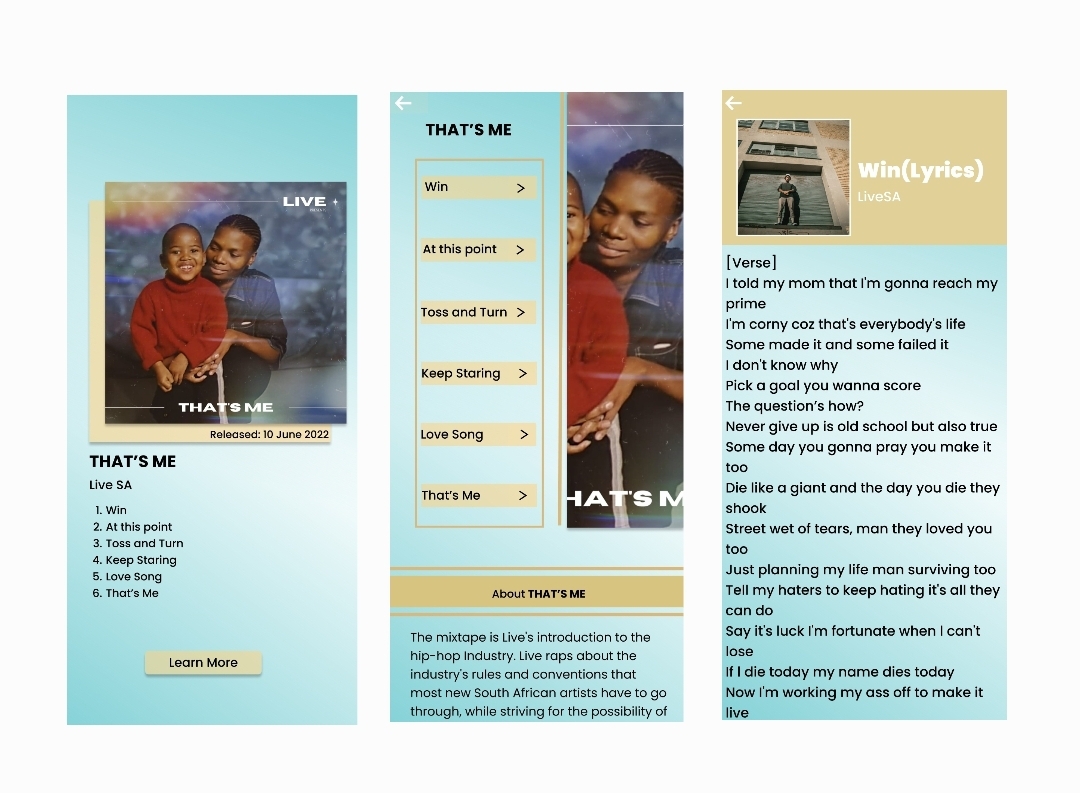 LIVE
THAT'S ME
Released: 10 June 2022
THAT'S ME
Live SA
1. Win
2. At this point
3. Toss and Turn
4. Keep Staring
5. Love Song
6. That's Me
Learn More
THAT'S ME
Win >
At this point >
Toss and Turn >
Keep Staring >
Love Song >
That's Me >
HAT'S M
About THAT'S ME
The mixtape is Live's introduction to the
hip-hop Industry. Live raps about the
industry's rules and conventions that
most new South African artists have to go
through, while striving for the possibility of
Win(Lyrics)
LiveSA
[Verse]
I told my mom that I'm gonna reach my
prime
I'm corny coz that's everybody's life
Some made it and some failed it
I don't know why
Pick a goal you wanna score
The question's how?
Never give up is old school but also true
Some day you gonna pray you make it
too
Die like a giant and the day you die they
shook
Street wet of tears, man they loved you
too
Just planning my life man surviving too
Tell my haters to keep hating it's all they
can do
Say it's luck I'm fortunate when I can't
lose
If I die today my name dies today
Now I'm working my ass off to make it
live